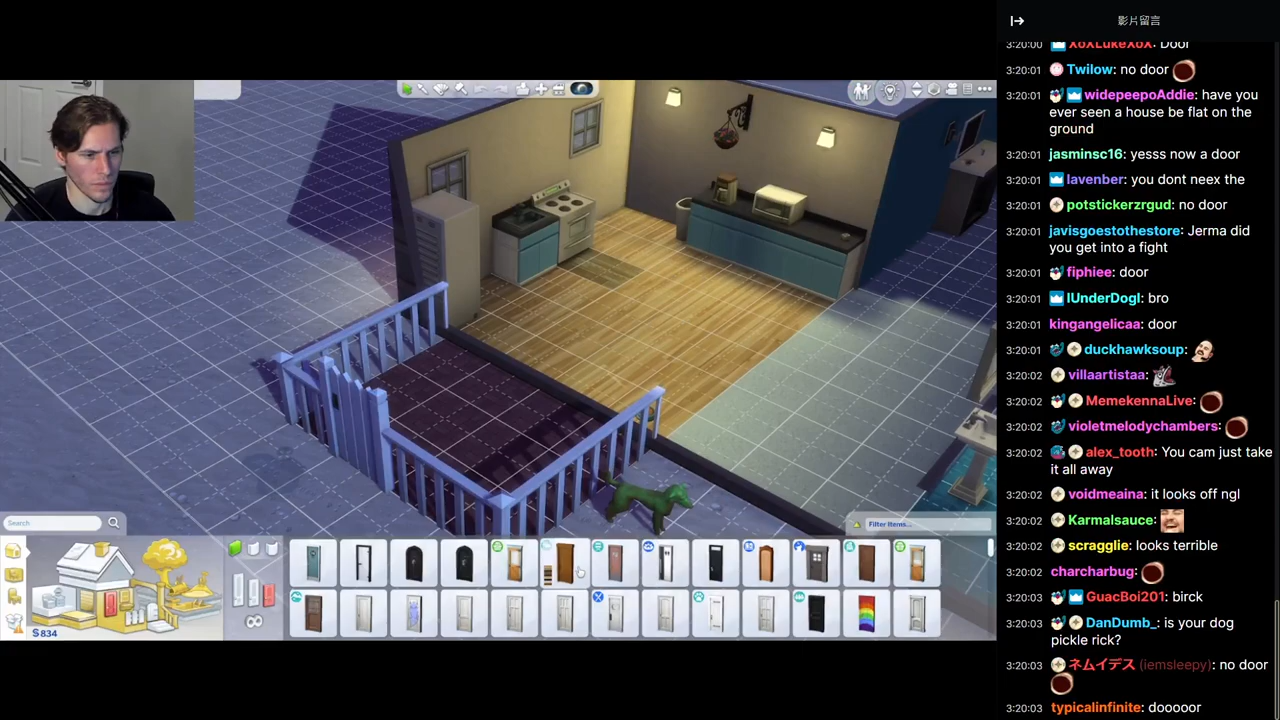 影片留言
3:20:00 XoXLukeXoX: Door
3:20:01 Twilow: no door
3:20:01 widepeepoAddie: have you
ever seen a house be flat on the
ground
3:20:01 jasminsc16: yesss now a door
3:20:01 lavenber: you dont neex the
3:20:01 potstickerzrgud: no door
3:20:01 javisgoestothestore: Jerma did
you get into a fight
3:20:01 fiphiee: door
3:20:01 IUnderDogI: bro
3:20:01 kingangelicaa: door
3:20:01 duckhawksoup:
3:20:02 villaartistaa:
3:20:02 MemekennaLive:
3:20:02 violetmelodychambers:
3:20:02 alex_tooth: You cam just take
it all away
3:20:02 voidmeaina: it looks off ngl
3:20:02 Karmalsauce:
3:20:02 scragglie: looks terrible
3:20:02 charcharbug:
3:20:03 GuacBoi201: birck
3:20:03 DanDumb_: is your dog
pickle rick?
3:20:03 ネムイデス (iemsleepy): no door
3:20:03 typicalinfinite: dooooor
Search
Filter Items...
§834